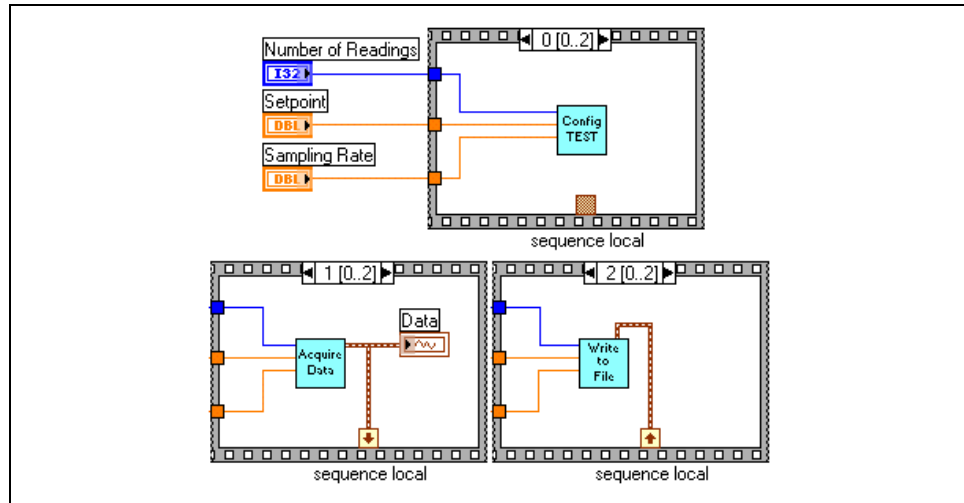 0 [0..2]
Number of Readings
I32
Setpoint
DBL
Config
TEST
Sampling Rate
DBL
sequence local
1 [0..2]
Data
Acquire
Data
sequence local
2 [0..2]
Write
to
File
sequence local